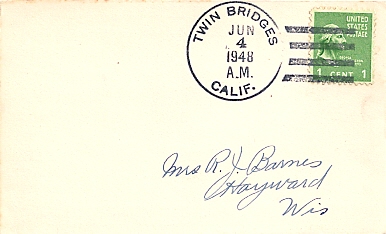 TWIN BRIDGES
JUN
4
1948
A.M.
CALIF.
UNITED
STATES
POSTAGE
1 CENT 1
Mrs R. J. Barnes
Hayward
Wis